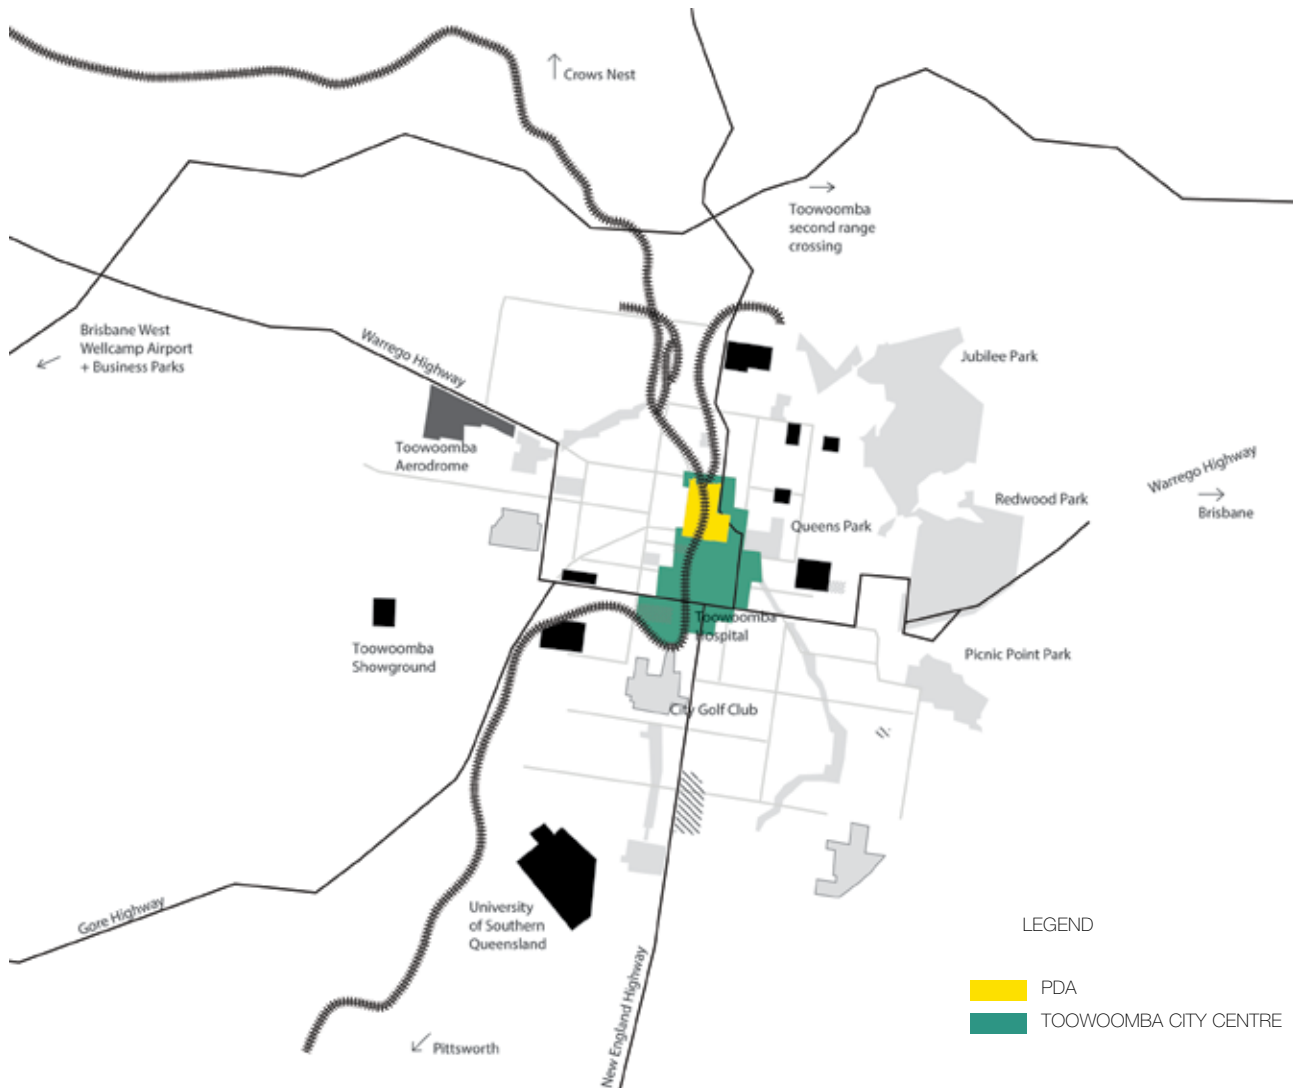 Crows Nest
Toowoomba
second range
crossing
Brisbane West
Wellcamp Airport
+ Business Parks
Warrego Highway
Jubilee Park
Toowoomba
Aerodrome
Warrego Highway
Redwood Park
Brisbane
Queens Park
Toowoomba
Hospital
Toowoomba
Showground
Picnic Point Park
City Golf Club
Gore Highway
University
of Southern
Queensland
LEGEND
New England Highway
PDA
TOOWOOMBA CITY CENTRE
Pittsworth